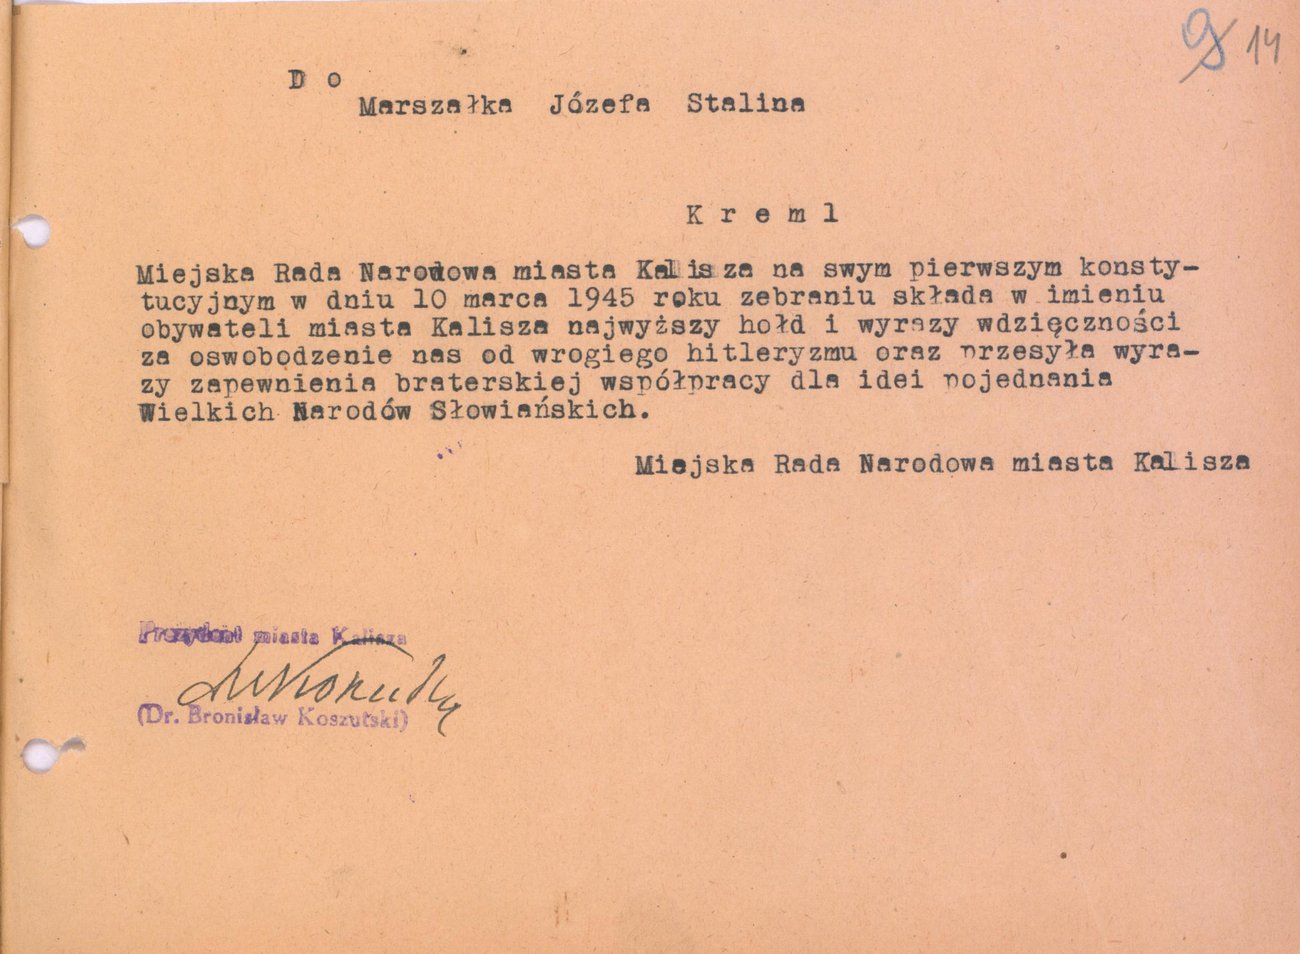 9 14
D o
Marszałka Józefa Stalina
K r e m l
Miejska Rada Narodowa miasta Kalisza na swym pierwszym konsty-
tucyjnym w dniu 10 marca 1945 roku zebraniu składa w imieniu
obywateli miasta Kalisza najwyższy hołd i wyrazy wdzięczności
za oswobodzenie nas od wrogiego hitleryzmu oraz przesyła wyra-
zy zapewnienia braterskiej współpracy dla idei pojednania
Wielkich Narodów Słowiańskich.
Miejska Rada Narodowa miasta Kalisza
Prezydent miasta Kalisza
(Dr. Bronisław Koszutski)